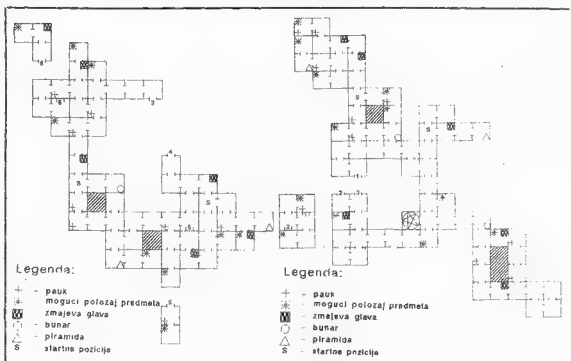 Legenda:
- pauk
- moguci polozaj predmeta
- zmajeva glava
- bunar
- piramida
S - startne pozicije
Legenda:
- pauk
- moguci polozaj predmeta
- zmajeva glava
- bunar
- piramida
S - startne pozicije